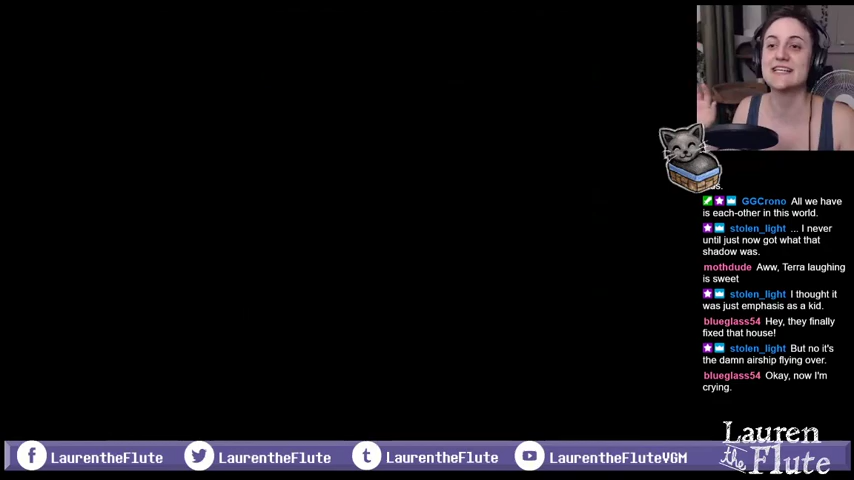 GGCrono All we have
is each-other in this world.
stolen_light ... I never
until just now got what that
shadow was.
mothdude Aww, Terra laughing
is sweet
stolen_light I thought it
was just emphasis as a kid.
blueglass54 Hey, they finally
fixed that house!
stolen_light But no it's
the damn airship flying over.
blueglass54 Okay, now I'm
crying.
Lauren
the Flute
LaurentheFlute LaurentheFlute LaurentheFlute LaurentheFluteVGM